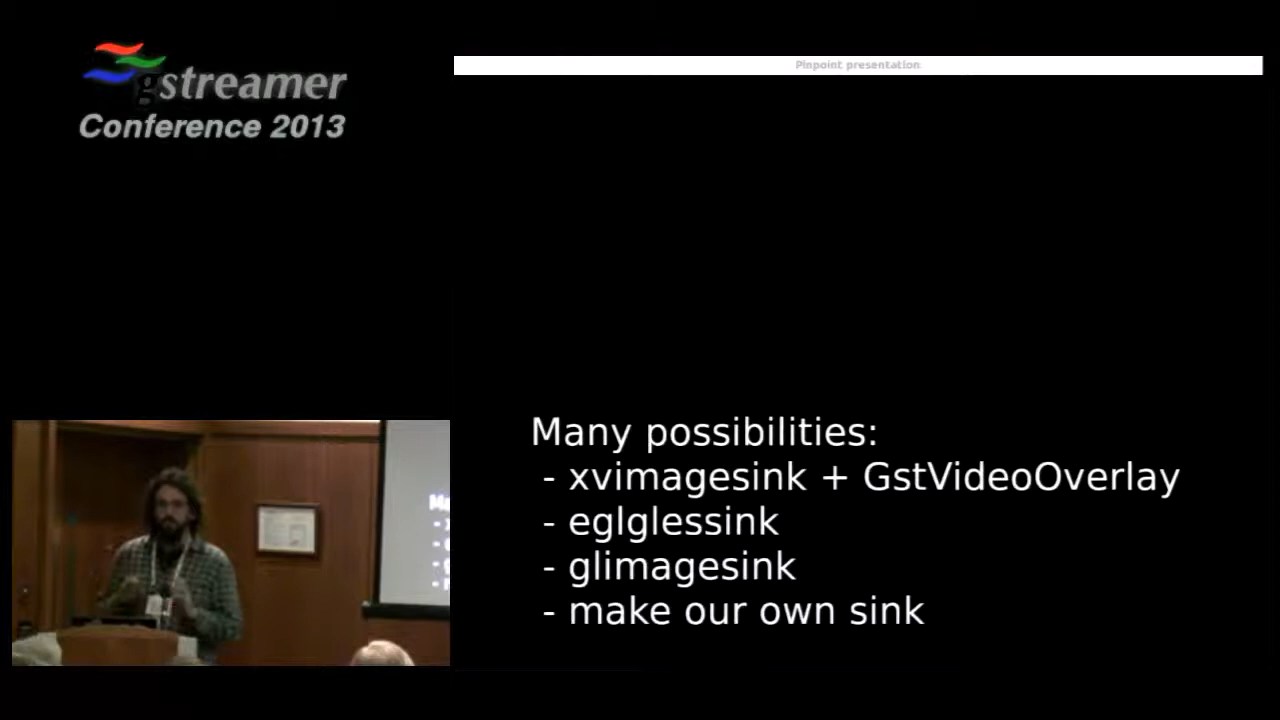 gstreamer
Conference 2013
Pinpoint presentation
Many possibilities:
- xvimagesink + GstVideoOverlay
- eglglessink
- glimagesink
- make our own sink